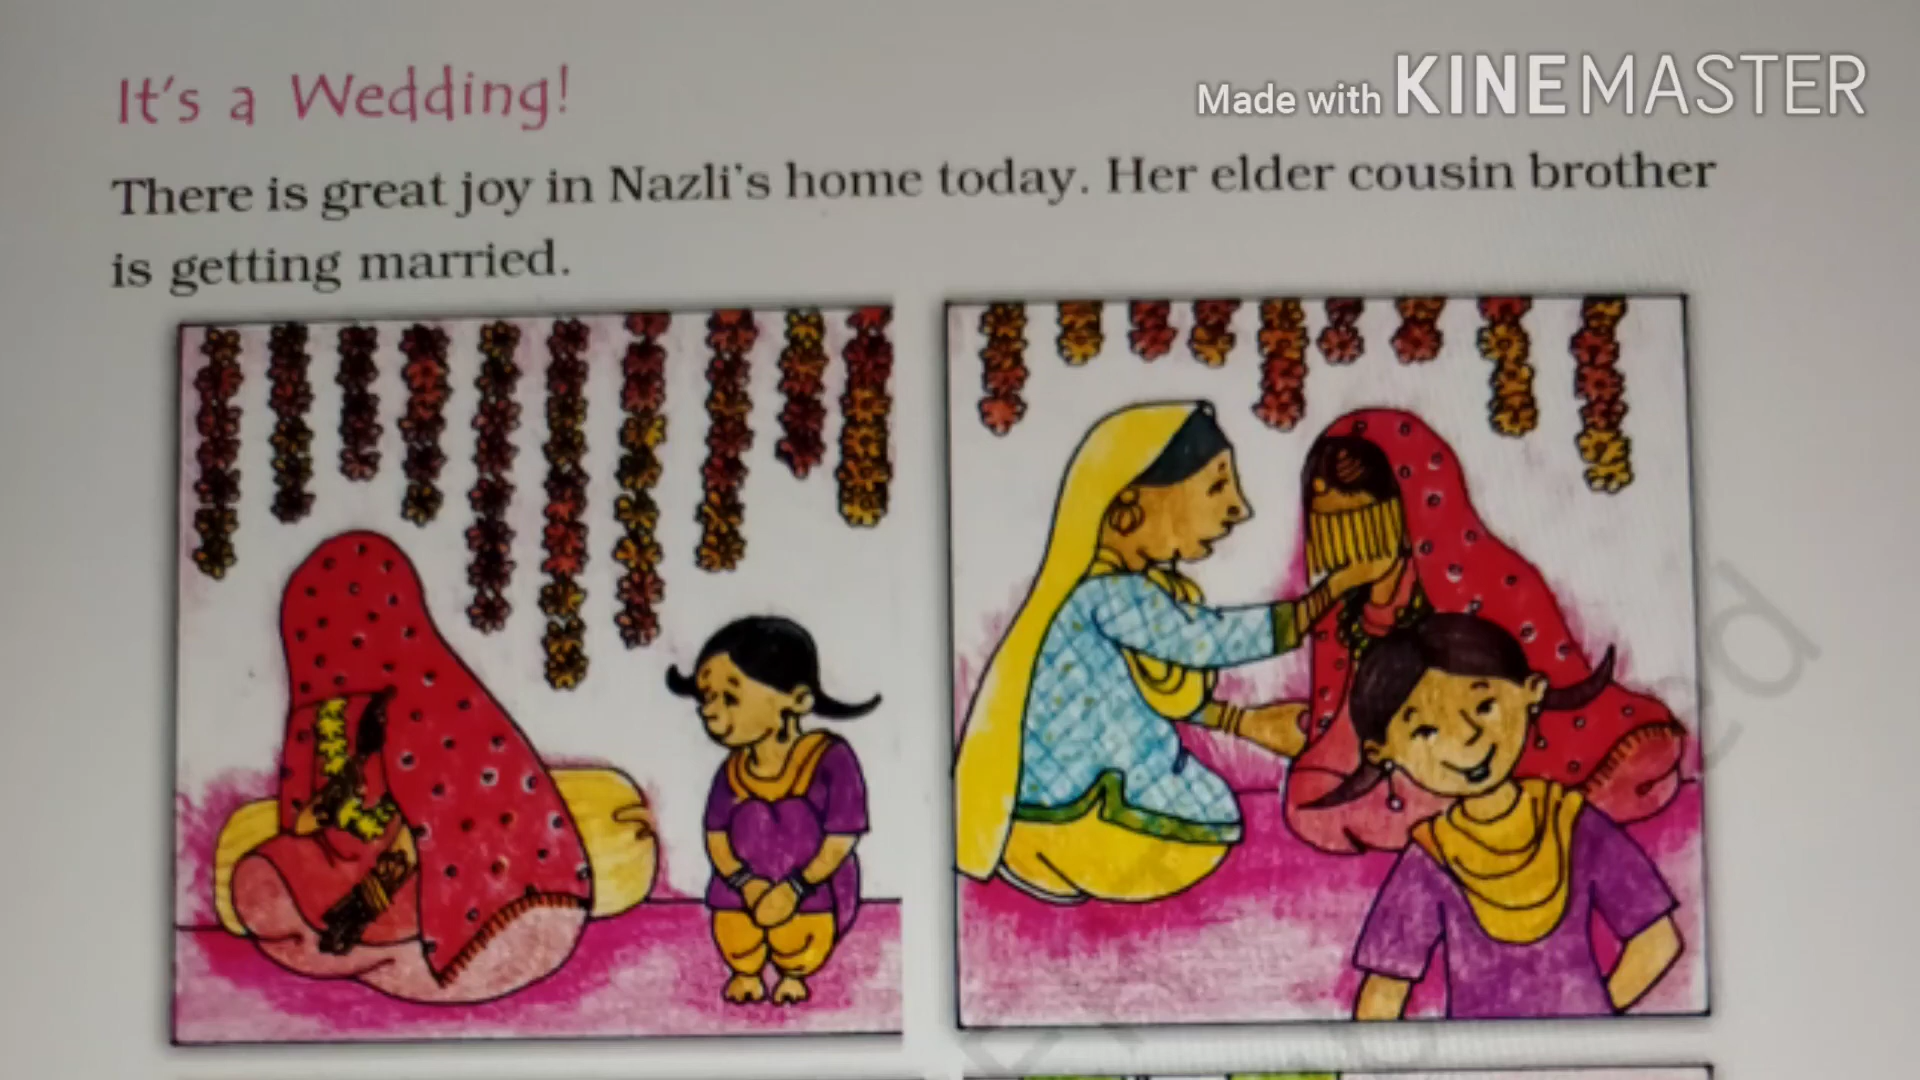 It's a Wedding!
Made with KINEMASTER
There is great joy in Nazli's home today. Her elder cousin brother
is getting married.